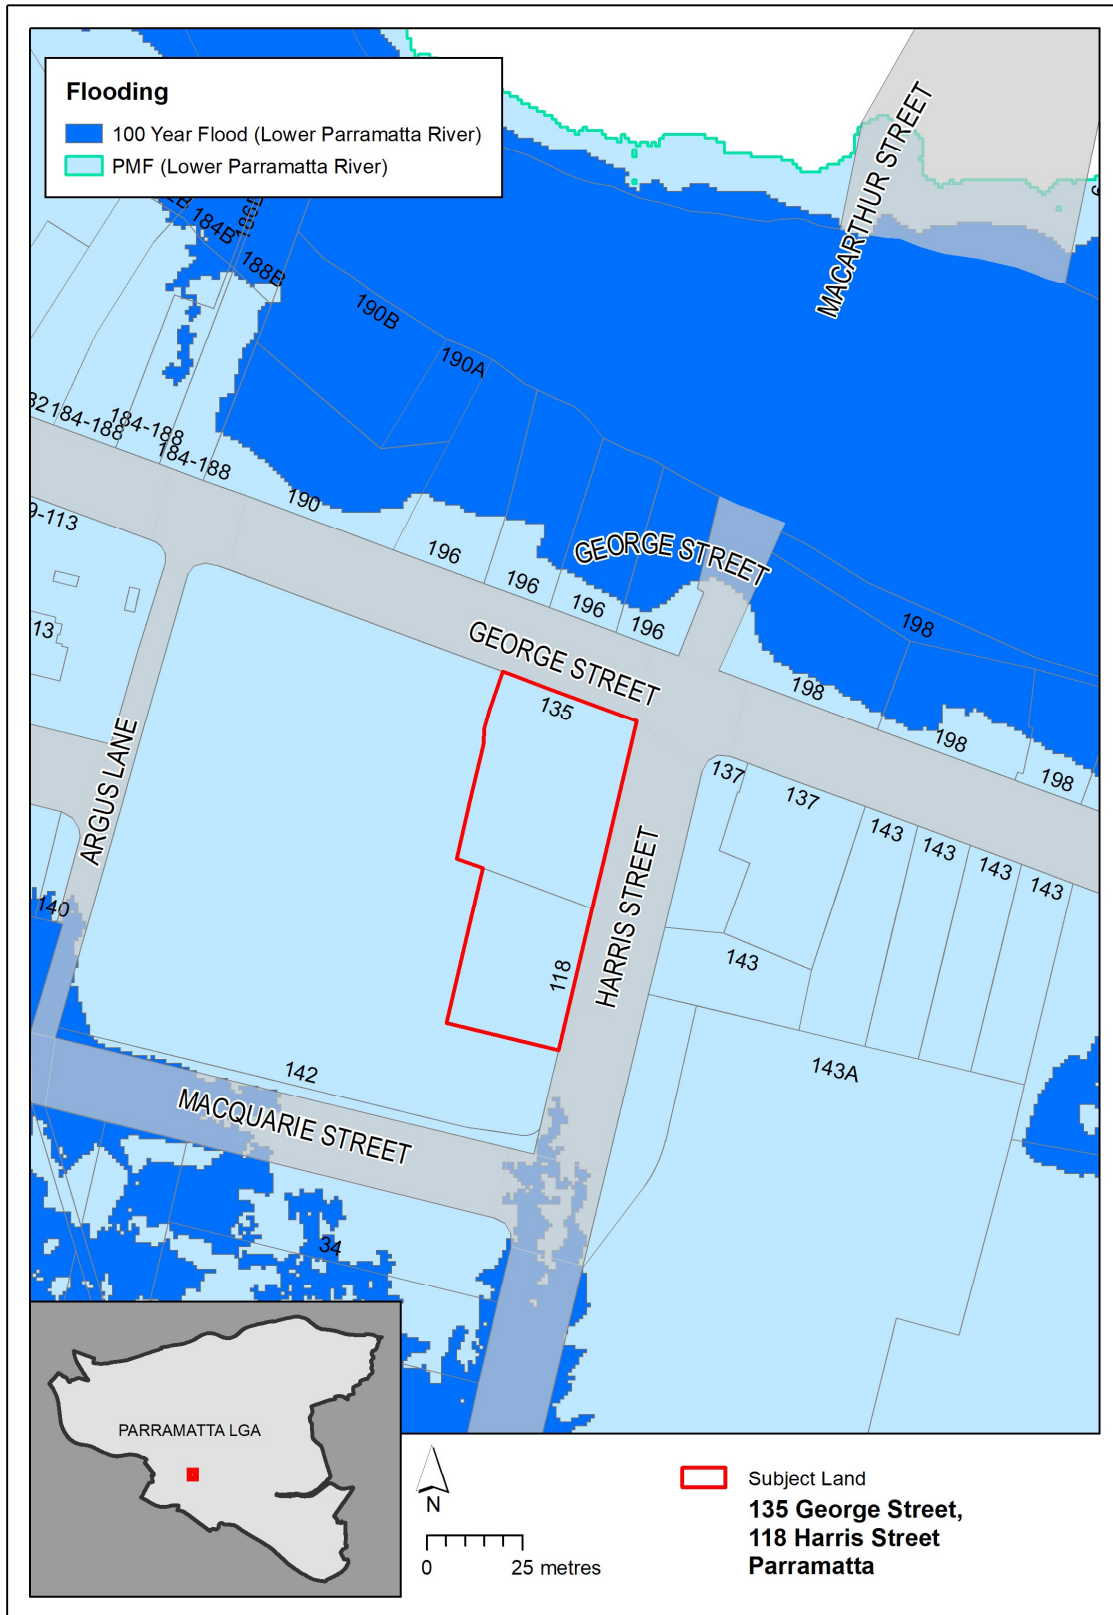 Flooding
100 Year Flood (Lower Parramatta River)
PMF (Lower Parramatta River)
MACARTHUR STREET
184B
188B
190B
190A
184-188
184-188
184-188
190
196
196
196
196
GEORGE STREET
198
GEORGE STREET
135
198
198
198
137
137
143
143
143
143
ARGUS LANE
HARRIS STREET
140
118
143
142
143A
MACQUARIE STREET
34
PARRAMATTA LGA
N
0 25 metres
Subject Land
135 George Street,
118 Harris Street
Parramatta